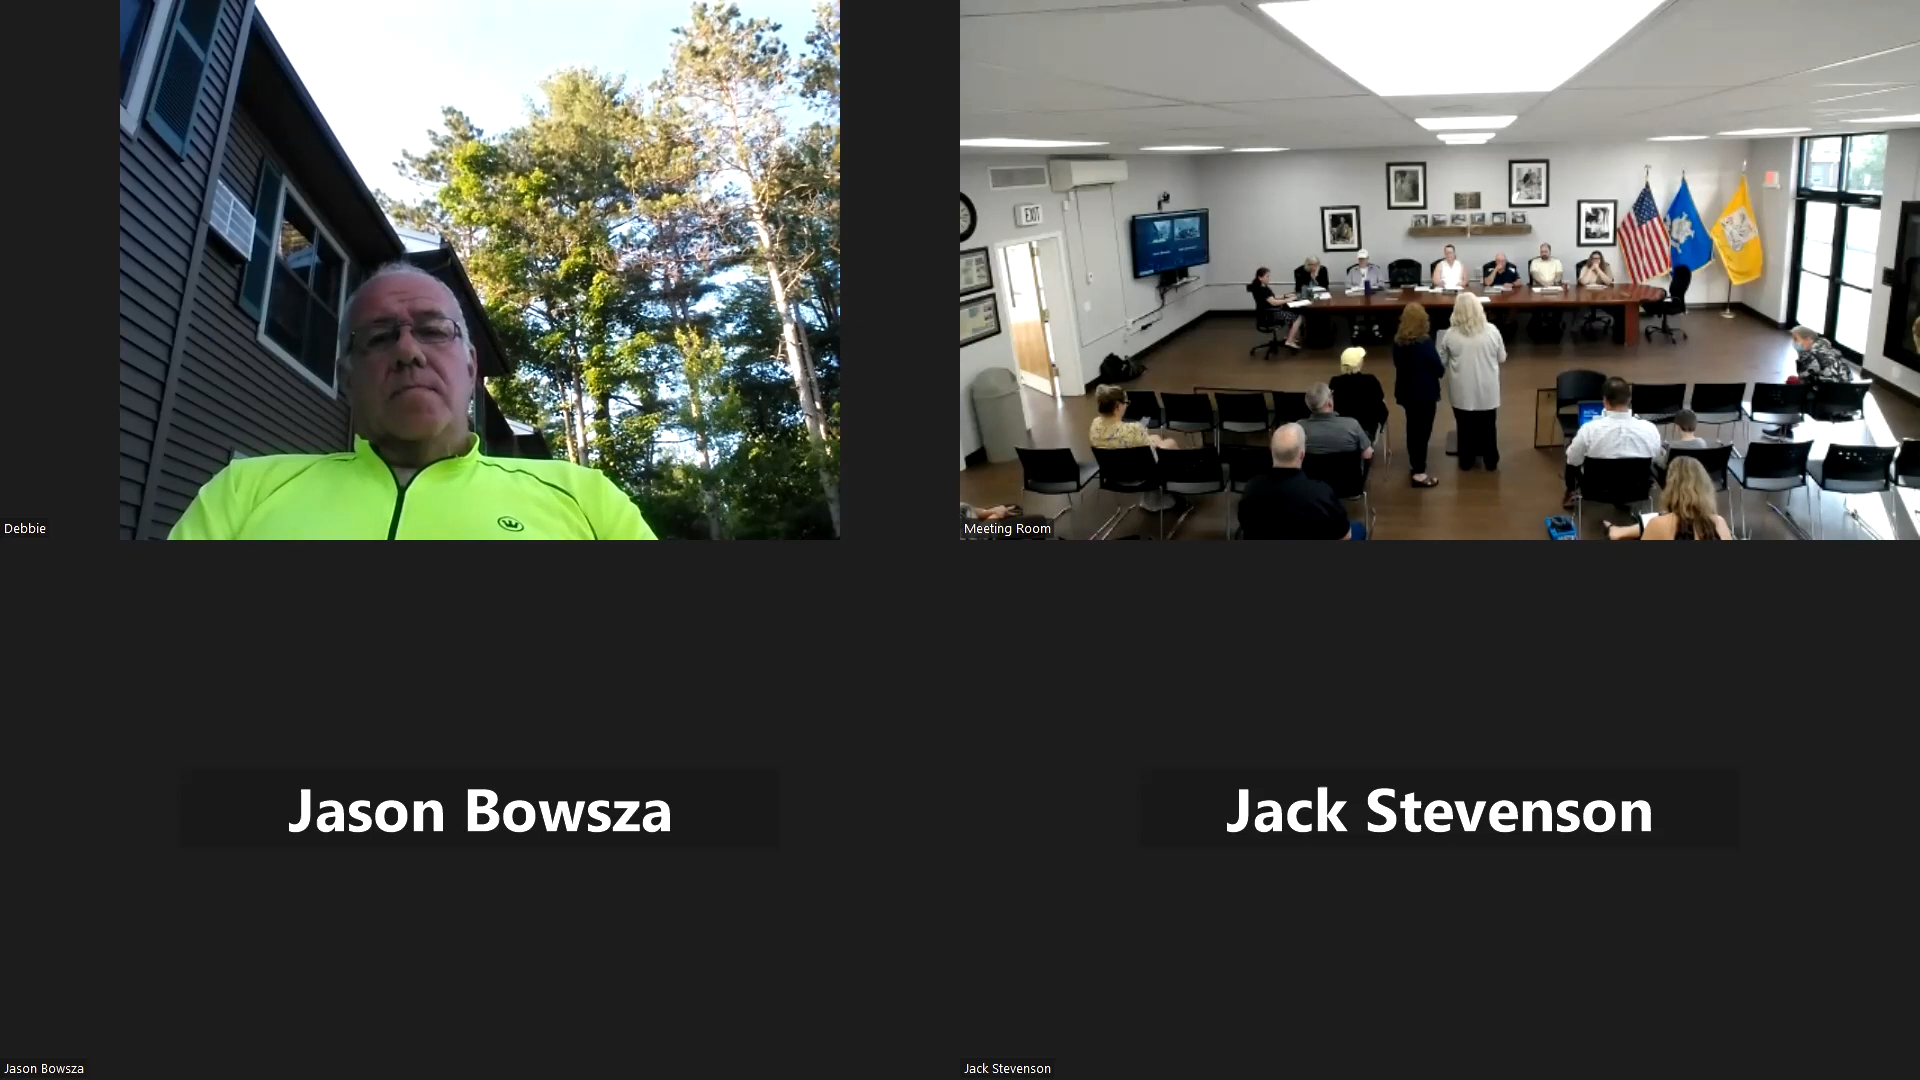 Debbie
EXIT
Meeting Room
Jason Bowsza
Jack Stevenson
Jason Bowsza
Jack Stevenson